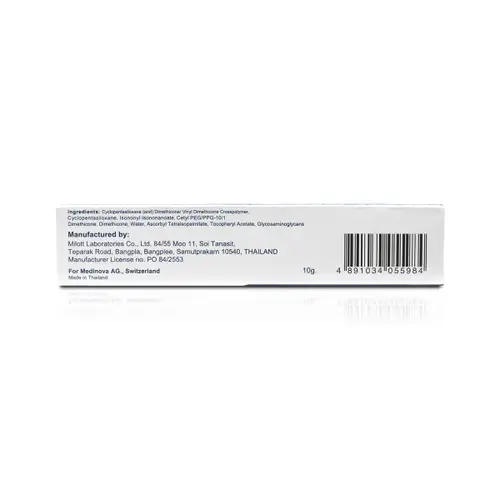 Ingredients: Cyclopentasiloxane (and) Dimethicone/ Vinyl Dimethicone Crosspolymer,
Cyclopentasiloxane, Isononyl Isononanoate, Cetyl PEG/PPG-10/1
Dimethicone, Dimethicone, Water, Ascorbyl Tetraisopalmitate, Tocopheryl Acetate, Glycosaminoglycans
Manufactured by:
Milott Laboratories Co., Ltd. 84/55 Moo 11, Soi Tanasit,
Teparak Road, Bangpla, Bangplee, Samutprakarn 10540, THAILAND
Manufacturer License no. PO 84/2553
For Medinova AG., Switzerland
Made in Thailand
10g.
4 891034 055984